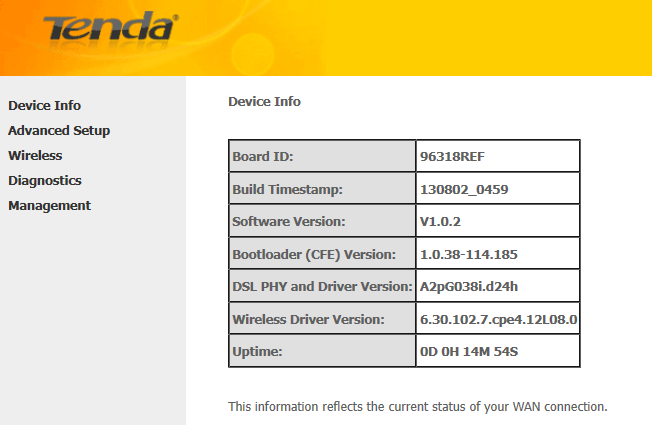 Tenda®
Device Info
Advanced Setup
Wireless
Diagnostics
Management
Device Info
Board ID: 96318REF
Build Timestamp: 130802_0459
Software Version: V1.0.2
Bootloader (CFE) Version: 1.0.38-114.185
DSL PHY and Driver Version: A2pG038i.d24h
Wireless Driver Version: 6.30.102.7.cpe4.12L08.0
Uptime: 0D 0H 14M 54S
This information reflects the current status of your WAN connection.